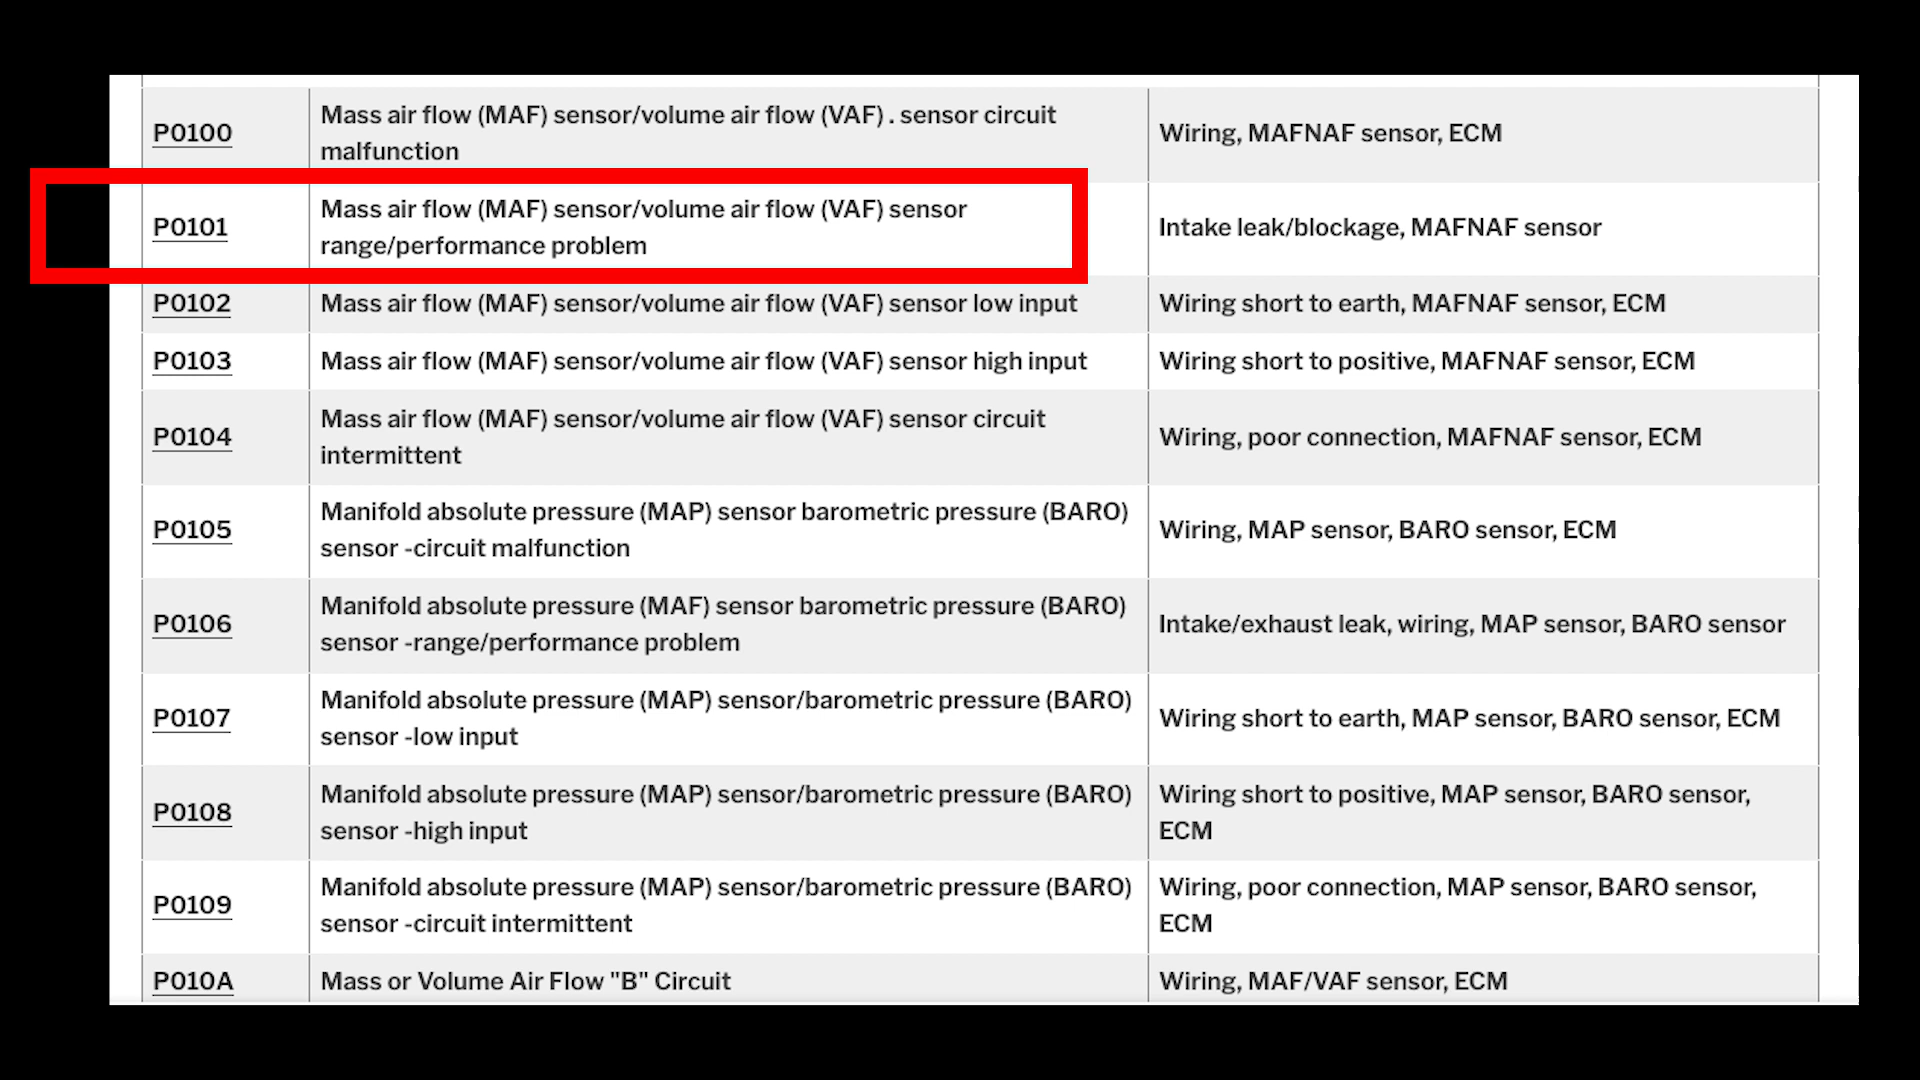 P0100
Mass air flow (MAF) sensor/volume air flow (VAF) . sensor circuit
malfunction
Wiring, MAFNAF sensor, ECM
P0101
Mass air flow (MAF) sensor/volume air flow (VAF) sensor
range/performance problem
Intake leak/blockage, MAFNAF sensor
P0102
Mass air flow (MAF) sensor/volume air flow (VAF) sensor low input
Wiring short to earth, MAFNAF sensor, ECM
P0103
Mass air flow (MAF) sensor/volume air flow (VAF) sensor high input
Wiring short to positive, MAFNAF sensor, ECM
P0104
Mass air flow (MAF) sensor/volume air flow (VAF) sensor circuit
intermittent
Wiring, poor connection, MAFNAF sensor, ECM
P0105
Manifold absolute pressure (MAP) sensor barometric pressure (BARO)
sensor -circuit malfunction
Wiring, MAP sensor, BARO sensor, ECM
P0106
Manifold absolute pressure (MAF) sensor barometric pressure (BARO)
sensor -range/performance problem
Intake/exhaust leak, wiring, MAP sensor, BARO sensor
P0107
Manifold absolute pressure (MAP) sensor/barometric pressure (BARO)
sensor -low input
Wiring short to earth, MAP sensor, BARO sensor, ECM
P0108
Manifold absolute pressure (MAP) sensor/barometric pressure (BARO)
sensor -high input
Wiring short to positive, MAP sensor, BARO sensor,
ECM
P0109
Manifold absolute pressure (MAP) sensor/barometric pressure (BARO)
sensor -circuit intermittent
Wiring, poor connection, MAP sensor, BARO sensor,
ECM
P010A
Mass or Volume Air Flow "B" Circuit
Wiring, MAF/VAF sensor, ECM